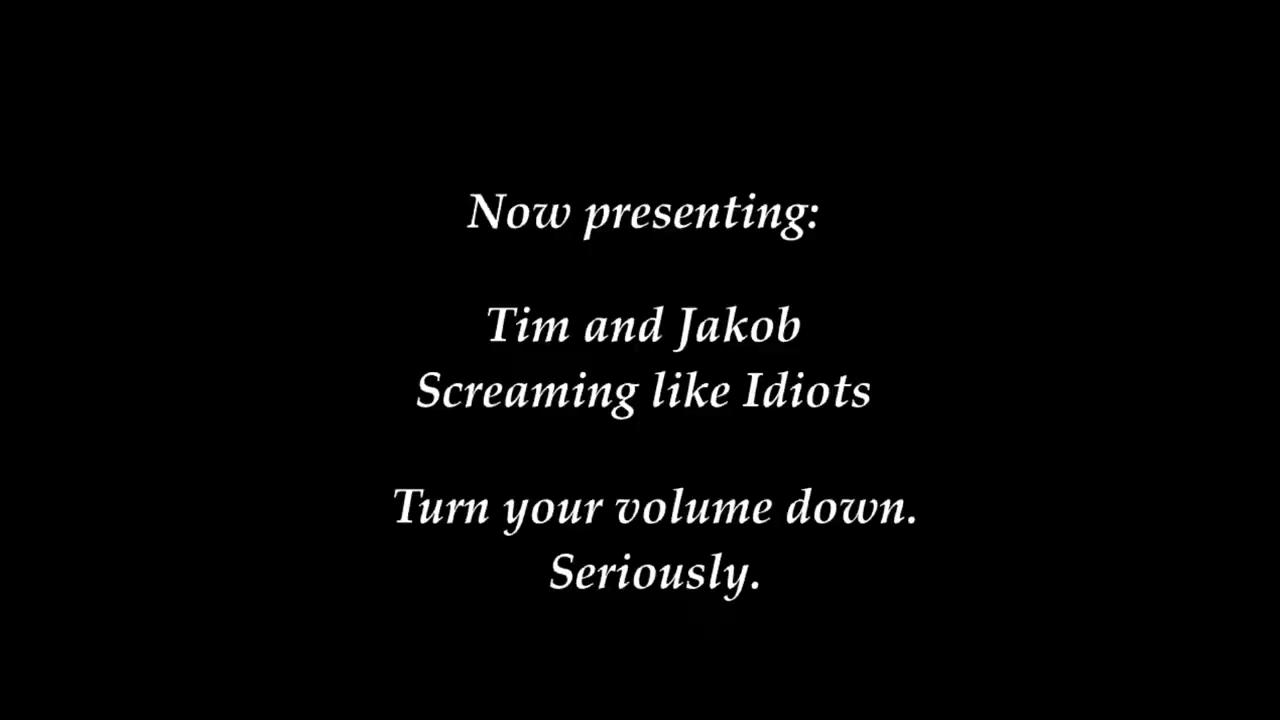 Now presenting:
Tim and Jakob
Screaming like Idiots
Turn your volume down.
Seriously.